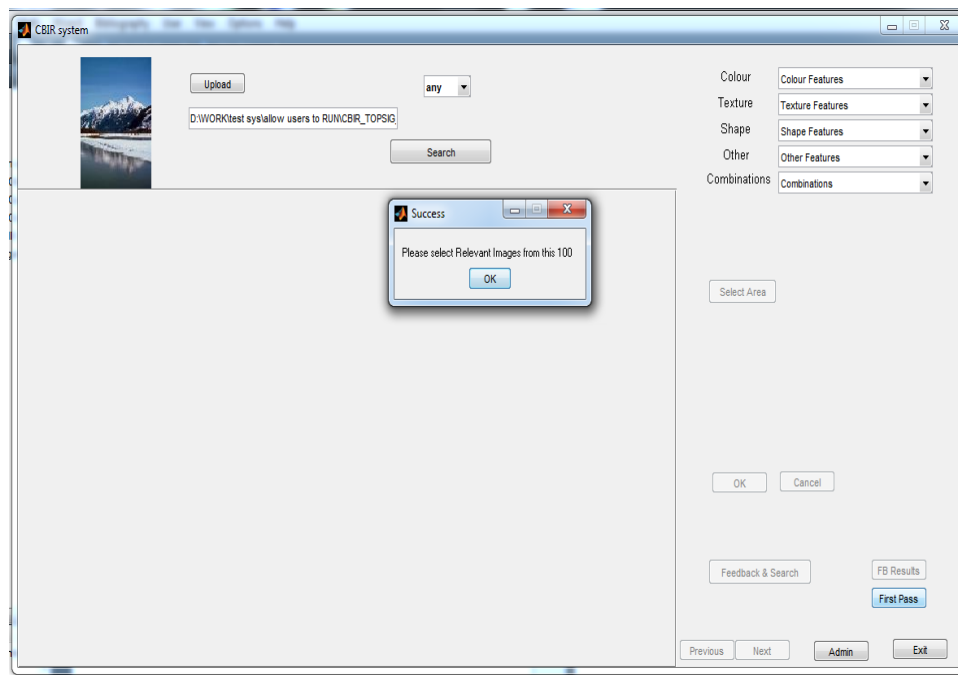 CBIR system
Upload
any
D:\WORK\test sys\allow users to RUN\CBIR_TOPSIG_
Search
Colour
Colour Features
Texture
Texture Features
Shape
Shape Features
Other
Other Features
Combinations
Combinations
Success
Please select Relevant Images from this 100
OK
Select Area
OK
Cancel
Feedback & Search
FB Results
First Pass
Previous
Next
Admin
Exit